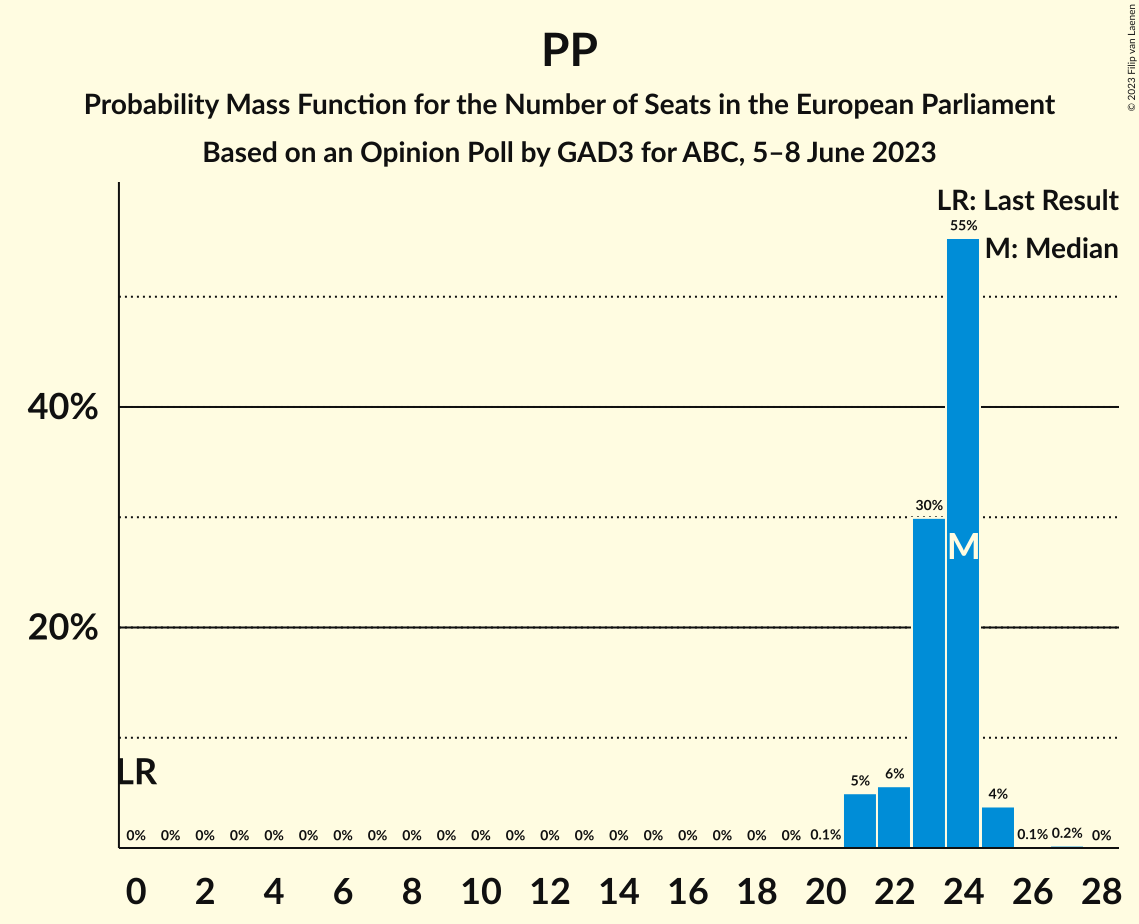 PP
Probability Mass Function for the Number of Seats in the European Parliament
Based on an Opinion Poll by GAD3 for ABC, 5–8 June 2023
© 2023 Filip van Laenen
LR: Last Result
55%
M: Median
40%
30%
M
20%
LR
5%
6%
4%
0% 0% 0% 0% 0% 0% 0% 0% 0% 0% 0% 0% 0% 0% 0% 0% 0% 0% 0% 0% 0.1% 0.1% 0.2% 0%
0 2 4 6 8 10 12 14 16 18 20 22 24 26 28